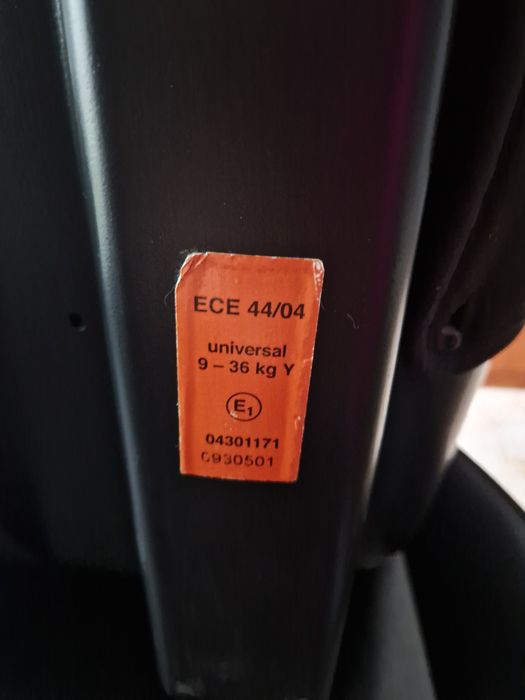 ECE 44/04
universal
9 – 36 kg Y
E1
04301171
0930501